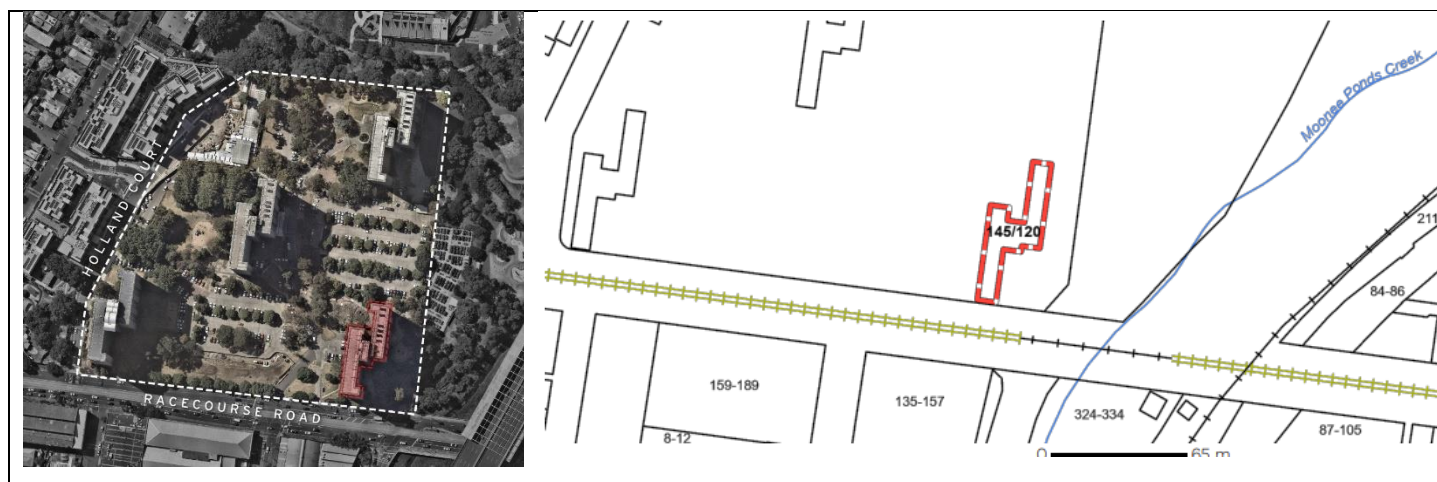 HOLLAND COURT
RACECOURSE ROAD
Moonee Ponds Creek
145/120
211
84-86
159-189
135-157
324-334
8-12
87-105
0 65 m